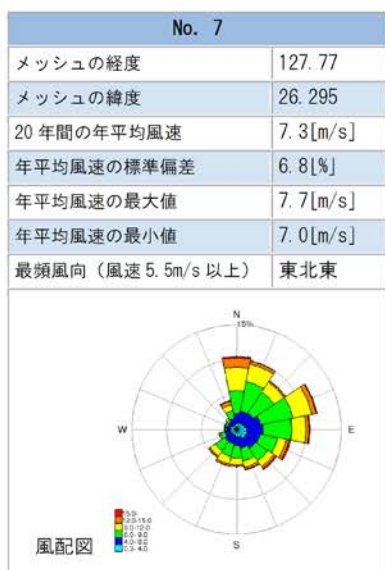 No. 7
メッシュの経度 127.77
メッシュの緯度 26.295
20年間の年平均風速 7.3[m/s]
年平均風速の標準偏差 6.8[%]
年平均風速の最大値 7.7[m/s]
年平均風速の最小値 7.0[m/s]
最頻風向（風速5.5m/s以上） 東北東
N
15%
W
E
S
風配図